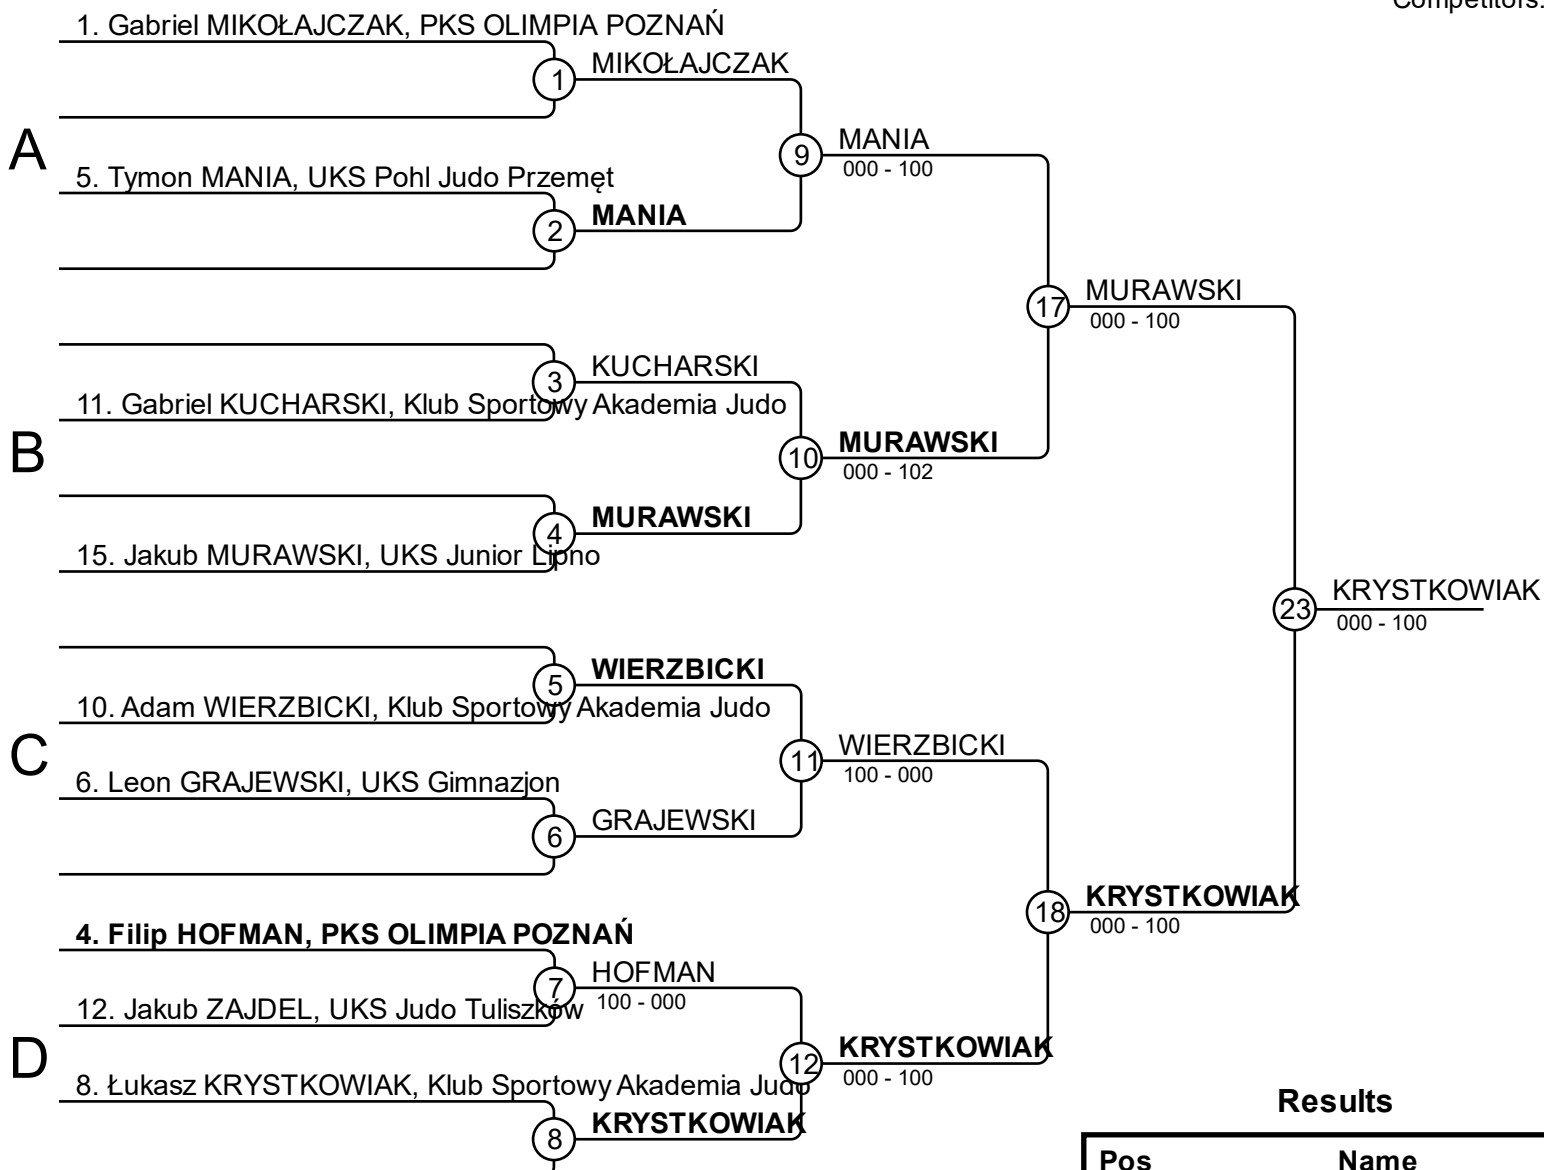 Competitors:
1. Gabriel MIKOŁAJCZAK, PKS OLIMPIA POZNAŃ
1
MIKOŁAJCZAK
A
9
MANIA
000 - 100
5. Tymon MANIA, UKS Pohl Judo Przemęt
2
MANIA
17
MURAWSKI
000 - 100
3
KUCHARSKI
11. Gabriel KUCHARSKI, Klub Sportowy Akademia Judo
B
10
MURAWSKI
000 - 102
4
MURAWSKI
15. Jakub MURAWSKI, UKS Junior Lipno
23
KRYSTKOWIAK
000 - 100
5
WIERZBICKI
10. Adam WIERZBICKI, Klub Sportowy Akademia Judo
C
11
WIERZBICKI
100 - 000
6. Leon GRAJEWSKI, UKS Gimnazjon
6
GRAJEWSKI
18
KRYSTKOWIAK
000 - 100
4. Filip HOFMAN, PKS OLIMPIA POZNAŃ
7
HOFMAN
100 - 000
12. Jakub ZAJDEL, UKS Judo Tuliszków
D
12
KRYSTKOWIAK
000 - 100
8. Łukasz KRYSTKOWIAK, Klub Sportowy Akademia Judo
8
KRYSTKOWIAK
Results
Pos Name